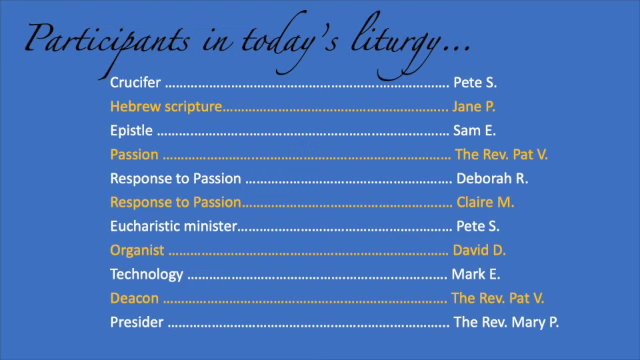 Participants in today's liturgy...
Crucifer ................................................................ Pete S.
Hebrew scripture................................................... Jane P.
Epistle .................................................................. Sam E.
Passion ................................................................. The Rev. Pat V.
Response to Passion ............................................... Deborah R.
Response to Passion................................................ Claire M.
Eucharistic minister................................................. Pete S.
Organist ................................................................ David D.
Technology ............................................................ Mark E.
Deacon ................................................................. The Rev. Pat V.
Presider ................................................................ The Rev. Mary P.